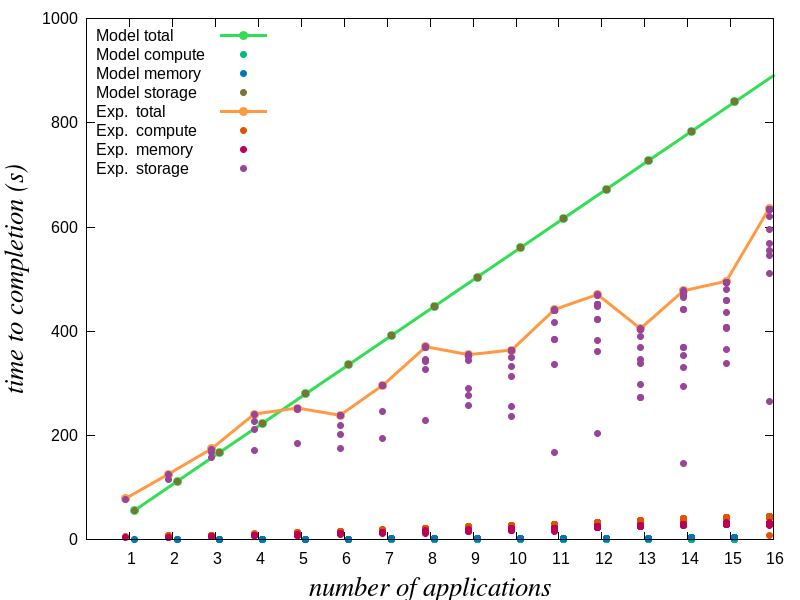 1000
800
600
400
200
0
time to completion (s)
Model total
Model compute
Model memory
Model storage
Exp. total
Exp. compute
Exp. memory
Exp. storage
1 2 3 4 5 6 7 8 9 10 11 12 13 14 15 16
number of applications